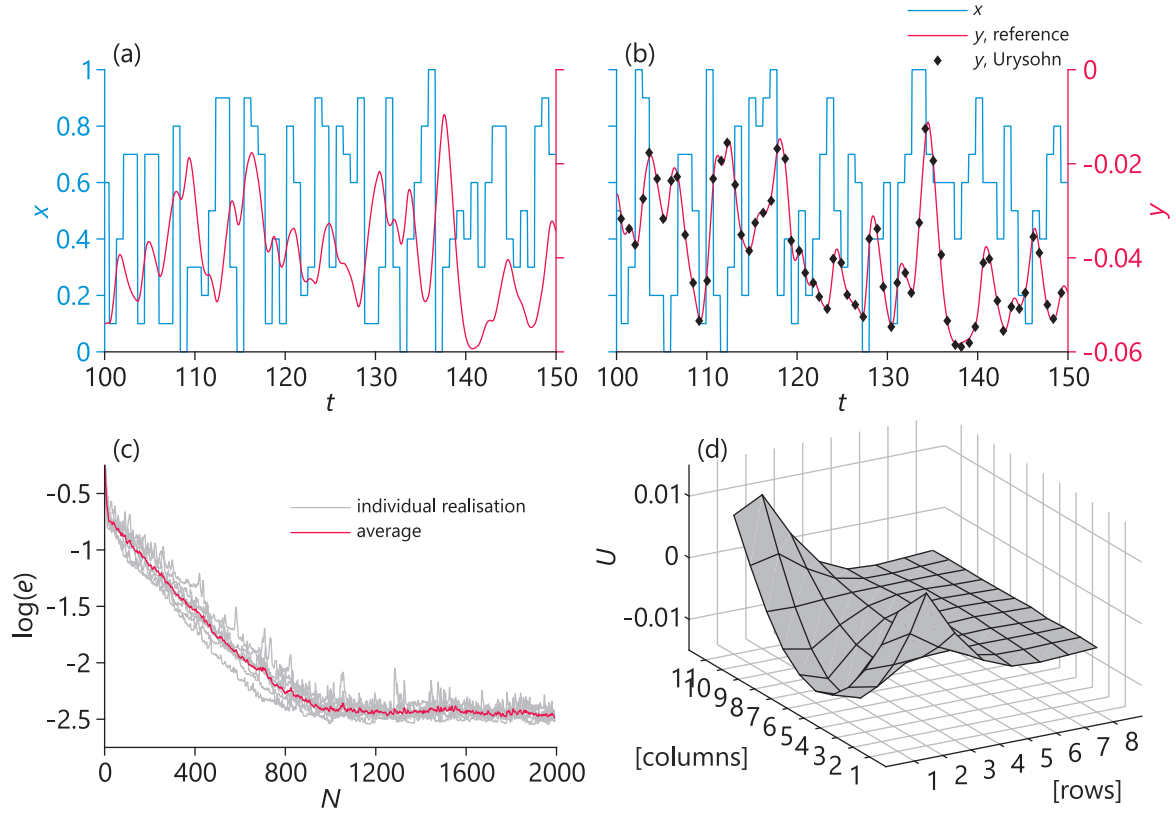 (a)
1
0.8
0.6
0.4
0.2
0
x
100 110 120 130 140 150
t
(b)
x
y, reference
y, Urysohn
0
-0.02
-0.04
-0.06
y
100 110 120 130 140 150
t
(c)
-0.5
-1
-1.5
-2
-2.5
log(e)
individual realisation
average
0 400 800 1200 1600 2000
N
(d)
0.01
0
-0.01
U
11 10 9 8 7 6 5 4 3 2 1
[columns]
1 2 3 4 5 6 7 8
[rows]